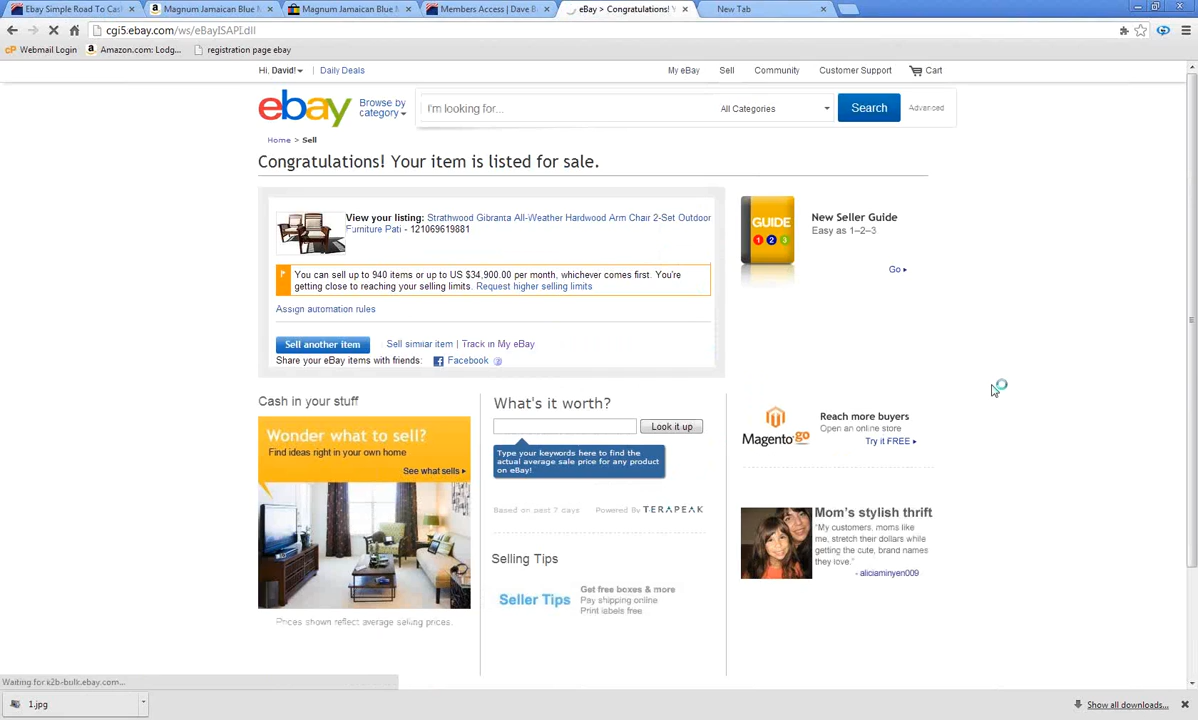 Ebay Simple Road To Cas
Magnum Jamaican Blue M
Magnum Jamaican Blue M
Members Access | Dave B
eBay > Congratulations! Y
New Tab
cgi5.ebay.com/ws/eBayISAPI.dll
Webmail Login
Amazon.com: Lodg...
registration page ebay
Hi, David!
Daily Deals
My eBay
Sell
Community
Customer Support
Cart
ebay
Browse by
category
I'm looking for...
All Categories
Search
Advanced
Home > Sell
Congratulations! Your item is listed for sale.
View your listing: Strathwood Gibranta All-Weather Hardwood Arm Chair 2-Set Outdoor
Furniture Pati - 121069619881
You can sell up to 940 items or up to US $34,900.00 per month, whichever comes first. You're
getting close to reaching your selling limits. Request higher selling limits
Assign automation rules
Sell another item
Sell similar item | Track in My eBay
Share your eBay items with friends:
Facebook
GUIDE
1 2 3
New Seller Guide
Easy as 1–2–3
Go
Cash in your stuff
Wonder what to sell?
Find ideas right in your own home
See what sells
Prices shown reflect average selling prices.
What's it worth?
Look it up
Type your keywords here to find the
actual average sale price for any product
on eBay!
Based on past 7 days
Powered By TERAPEAK
Selling Tips
Seller Tips
Get free boxes & more
Pay shipping online
Print labels free
Magento go
Reach more buyers
Open an online store
Try it FREE
Mom's stylish thrift
“My customers, moms like
me, stretch their dollars while
getting the cute, brand names
they love.”
- aliciaminyen009
Waiting for k2b-bulk.ebay.com...
1.jpg
Show all downloads...